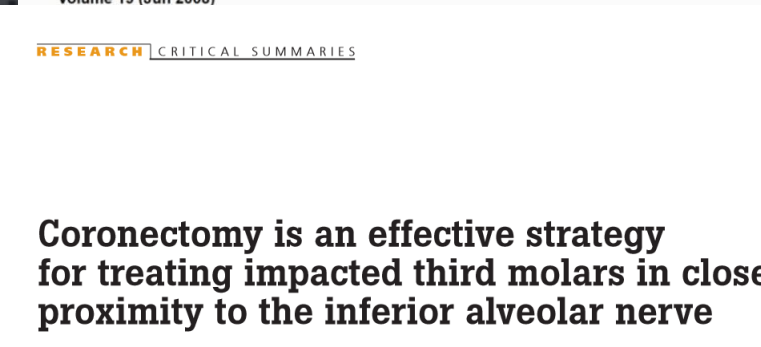 RESEARCH CRITICAL SUMMARIES
Coronectomy is an effective strategy
for treating impacted third molars in close
proximity to the inferior alveolar nerve